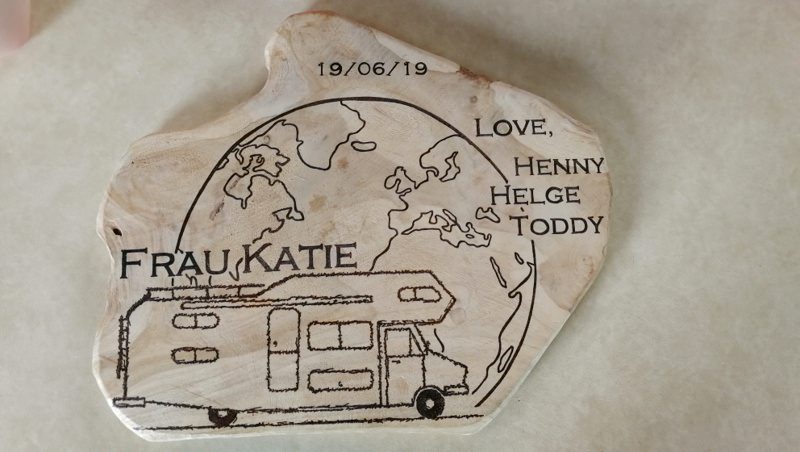 19/06/19
LOVE,
HENNY
HELGE
TODDY
FRAU KATIE